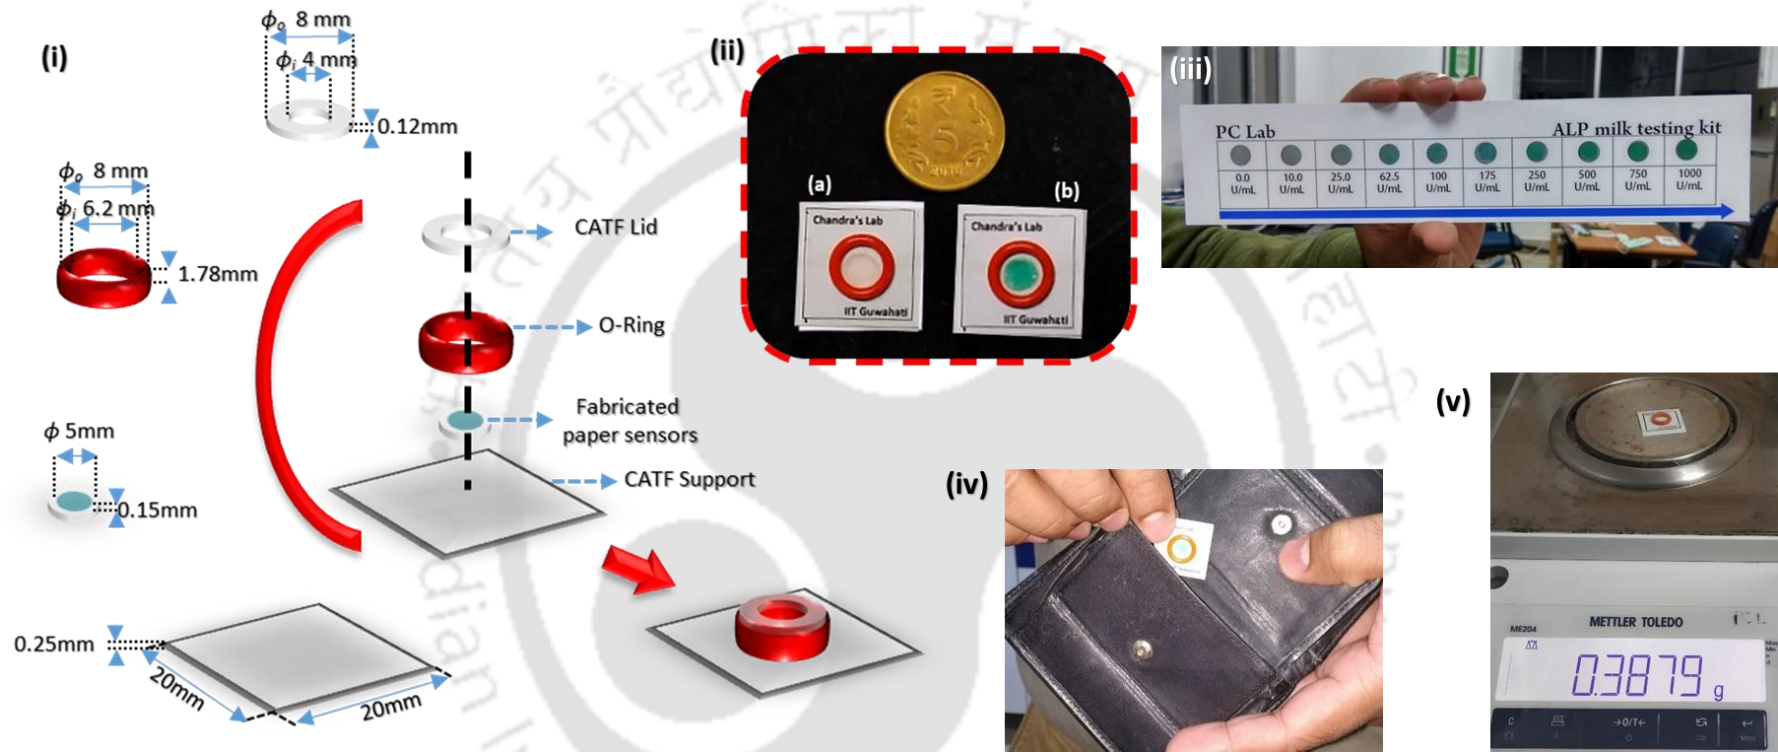 (i)
ϕo 8 mm
ϕi 4 mm
0.12mm
ϕo 8 mm
ϕi 6.2 mm
1.78mm
CATF Lid
O-Ring
Fabricated
paper sensors
CATF Support
ϕ 5mm
0.15mm
0.25mm
20mm
20mm
(ii)
₹
5
(a)
(b)
Chandra's Lab
IIT Guwahati
Chandra's Lab
IIT Guwahati
(iii)
PC Lab ALP milk testing kit
0.0 10.0 25.0 62.5 100 175 250 500 750 1000
U/mL U/mL U/mL U/mL U/mL U/mL U/mL U/mL U/mL U/mL
(iv)
(v)
METTLER TOLEDO
ME204
0.3879 g
C
→0/T←